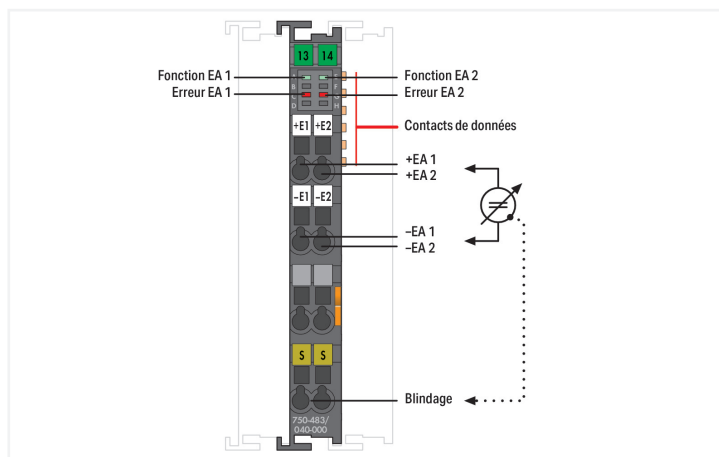 13 14
Fonction EA 1
Fonction EA 2
Erreur EA 1
Erreur EA 2
D
H
Contacts de données
+E1 +E2
+EA 1
+EA 2
–E1 –E2
–EA 1
–EA 2
S S
Blindage
750-483/
040-000